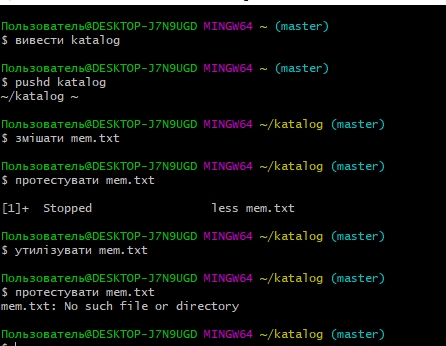 Пользователь@DESKTOP-J7N9UGD MINGW64 ~ (master)
$ вивести katalog
Пользователь@DESKTOP-J7N9UGD MINGW64 ~ (master)
$ pushd katalog
~/katalog ~
Пользователь@DESKTOP-J7N9UGD MINGW64 ~/katalog (master)
$ змішати mem.txt
Пользователь@DESKTOP-J7N9UGD MINGW64 ~/katalog (master)
$ протестувати mem.txt
[1]+  Stopped                 less mem.txt
Пользователь@DESKTOP-J7N9UGD MINGW64 ~/katalog (master)
$ утилізувати mem.txt
Пользователь@DESKTOP-J7N9UGD MINGW64 ~/katalog (master)
$ протестувати mem.txt
mem.txt: No such file or directory
Пользователь@DESKTOP-J7N9UGD MINGW64 ~/katalog (master)
$